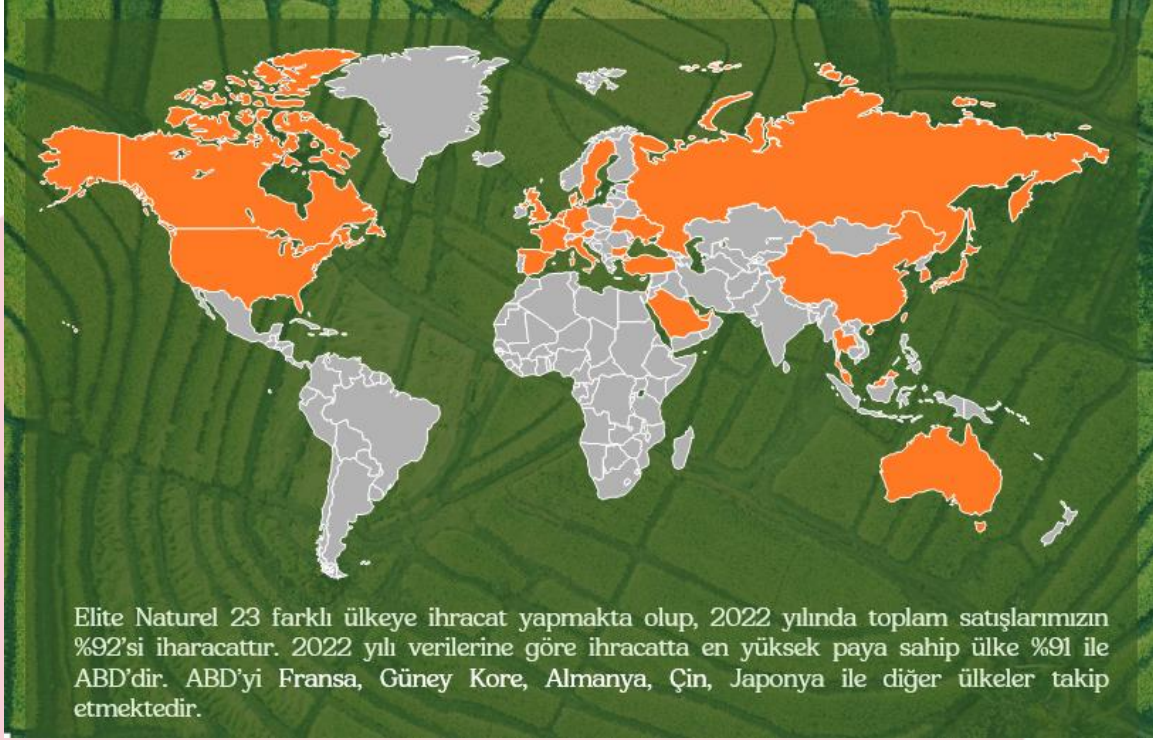 Elite Naturel 23 farklı ülkeye ihracat yapmakta olup, 2022 yılında toplam satışlarımızın
%92'si iharacattır. 2022 yılı verilerine göre ihracatta en yüksek paya sahip ülke %91 ile
ABD'dir. ABD'yi Fransa, Güney Kore, Almanya, Çin, Japonya ile diğer ülkeler takip
etmektedir.